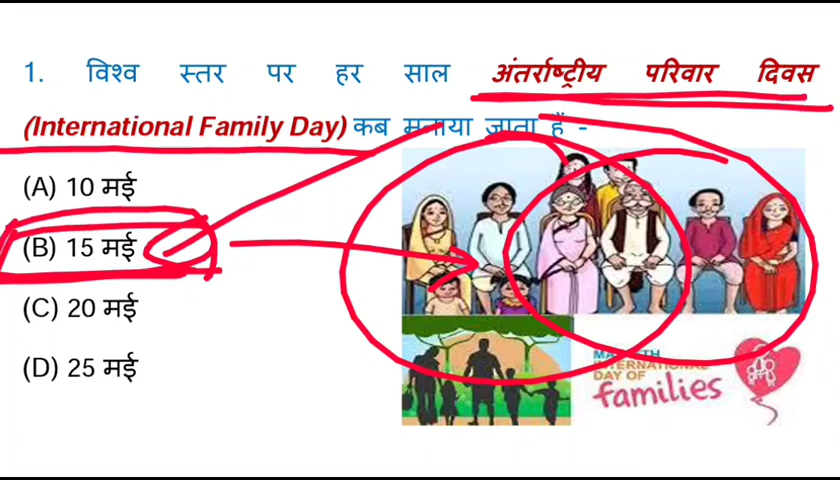 1. विश्व स्तर पर हर साल अंतर्राष्ट्रीय परिवार दिवस
(International Family Day) कब मनाया जाता हैं -
(A) 10 मई
(B) 15 मई
(C) 20 मई
(D) 25 मई
INTERNATIONAL
DAY OF
families